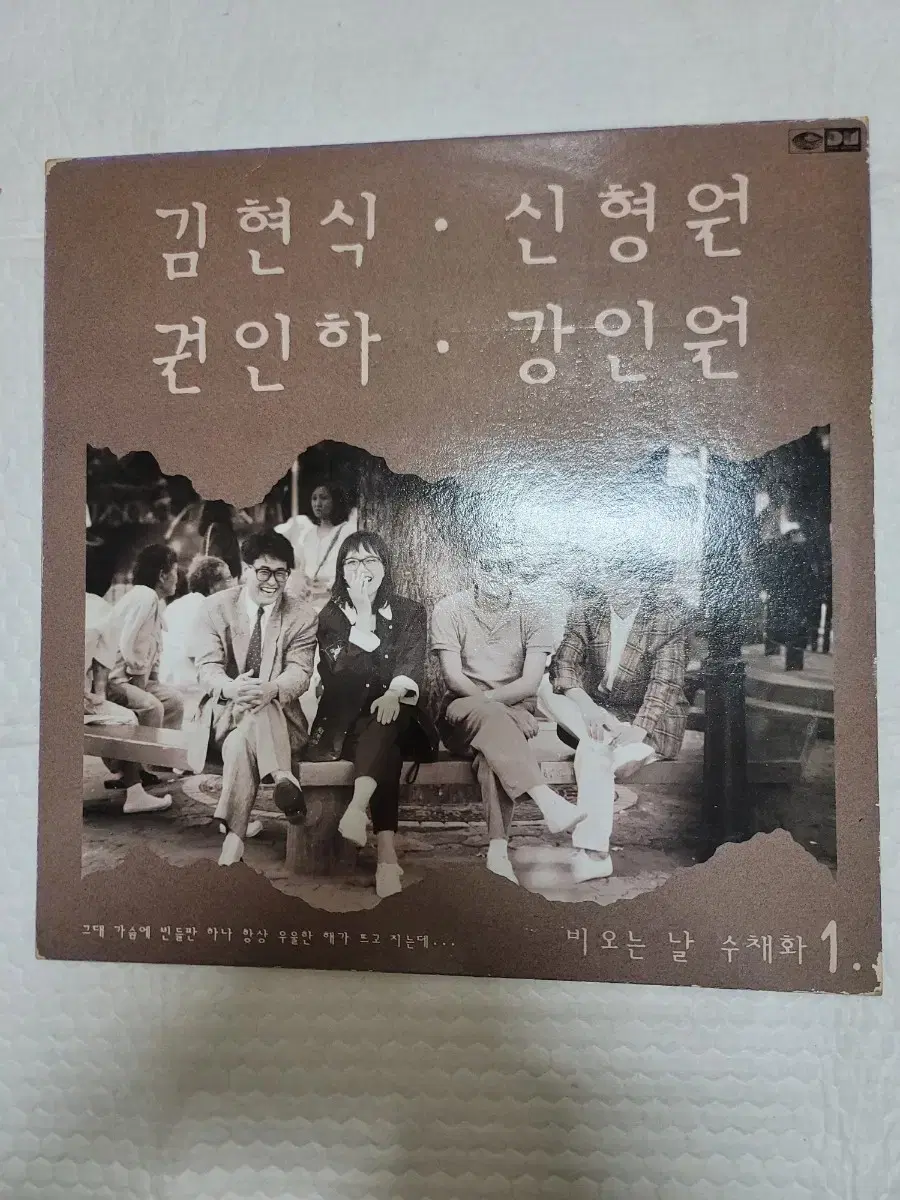 김현식 · 신형원
권인하 · 강인원
그대 가슴에 빈들판 하나 항상 우울한 해가 뜨고 지는데...
비오는 날 수채화 1.